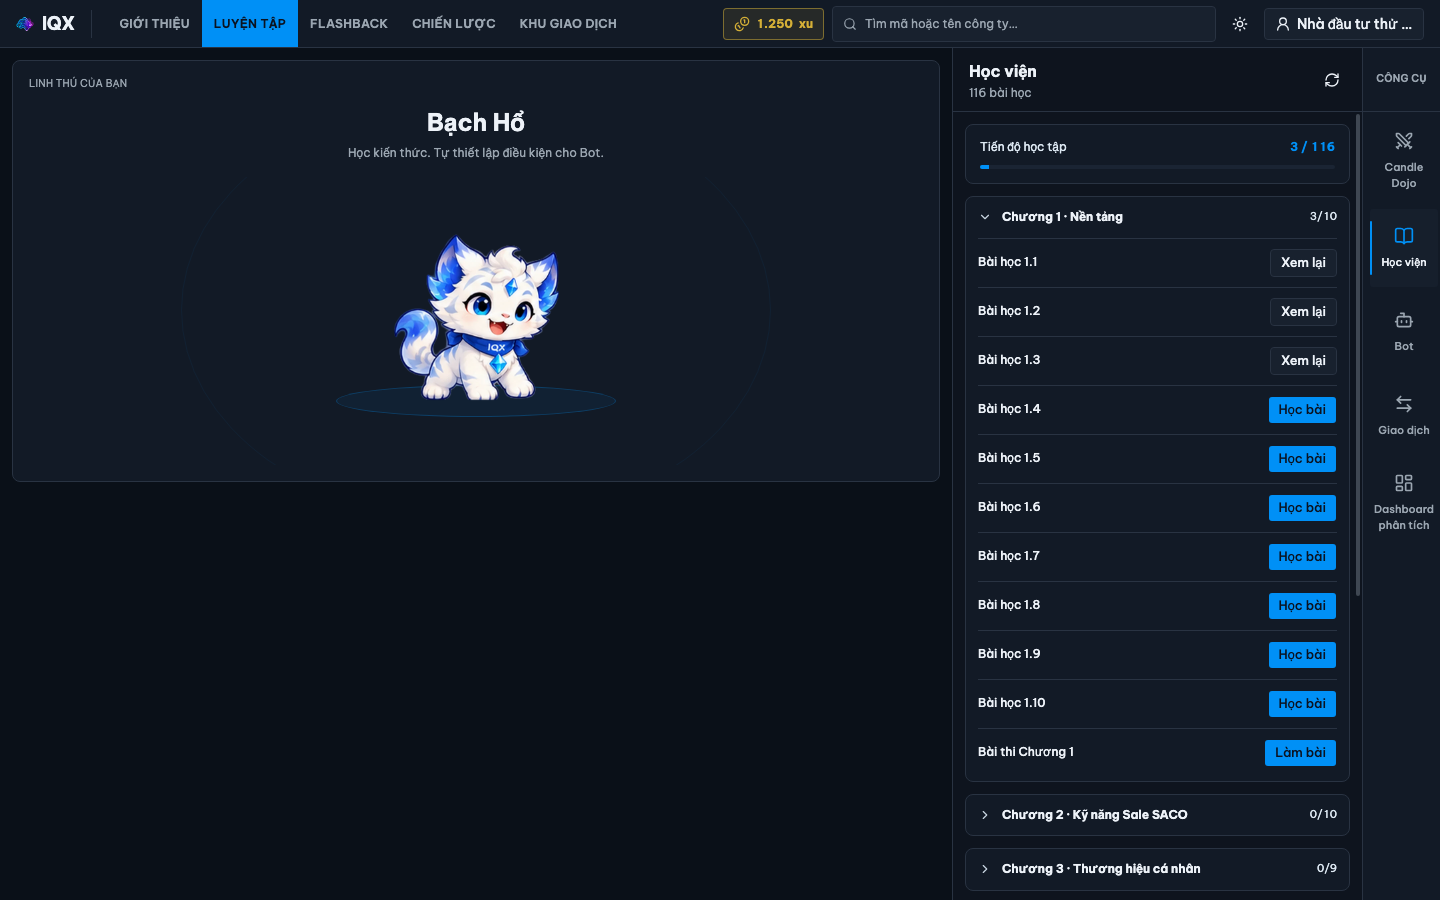 IQX
GIỚI THIỆU
LUYỆN TẬP
FLASHBACK
CHIẾN LƯỢC
KHU GIAO DỊCH
1.250 xu
Tìm mã hoặc tên công ty...
Nhà đầu tư thử ...
LINH THÚ CỦA BẠN
Bạch Hổ
Học kiến thức. Tự thiết lập điều kiện cho Bot.
IQX
Học viện
116 bài học
Tiến độ học tập
3 / 116
Chương 1 · Nền tảng
3/10
Bài học 1.1
Xem lại
Bài học 1.2
Xem lại
Bài học 1.3
Xem lại
Bài học 1.4
Học bài
Bài học 1.5
Học bài
Bài học 1.6
Học bài
Bài học 1.7
Học bài
Bài học 1.8
Học bài
Bài học 1.9
Học bài
Bài học 1.10
Học bài
Bài thi Chương 1
Làm bài
Chương 2 · Kỹ năng Sale SACO
0/10
Chương 3 · Thương hiệu cá nhân
0/9
CÔNG CỤ
Candle
Dojo
Học viện
Bot
Giao dịch
Dashboard
phân tích